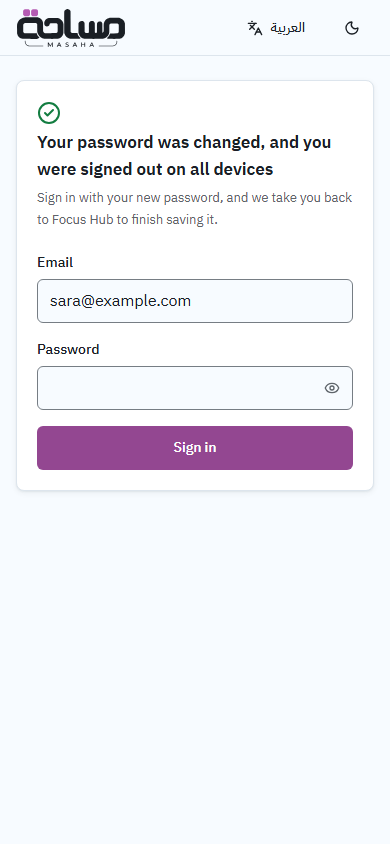 مساحة
MASAHA
العربية
Your password was changed, and you
were signed out on all devices
Sign in with your new password, and we take you back
to Focus Hub to finish saving it.
Email
sara@example.com
Password
Sign in